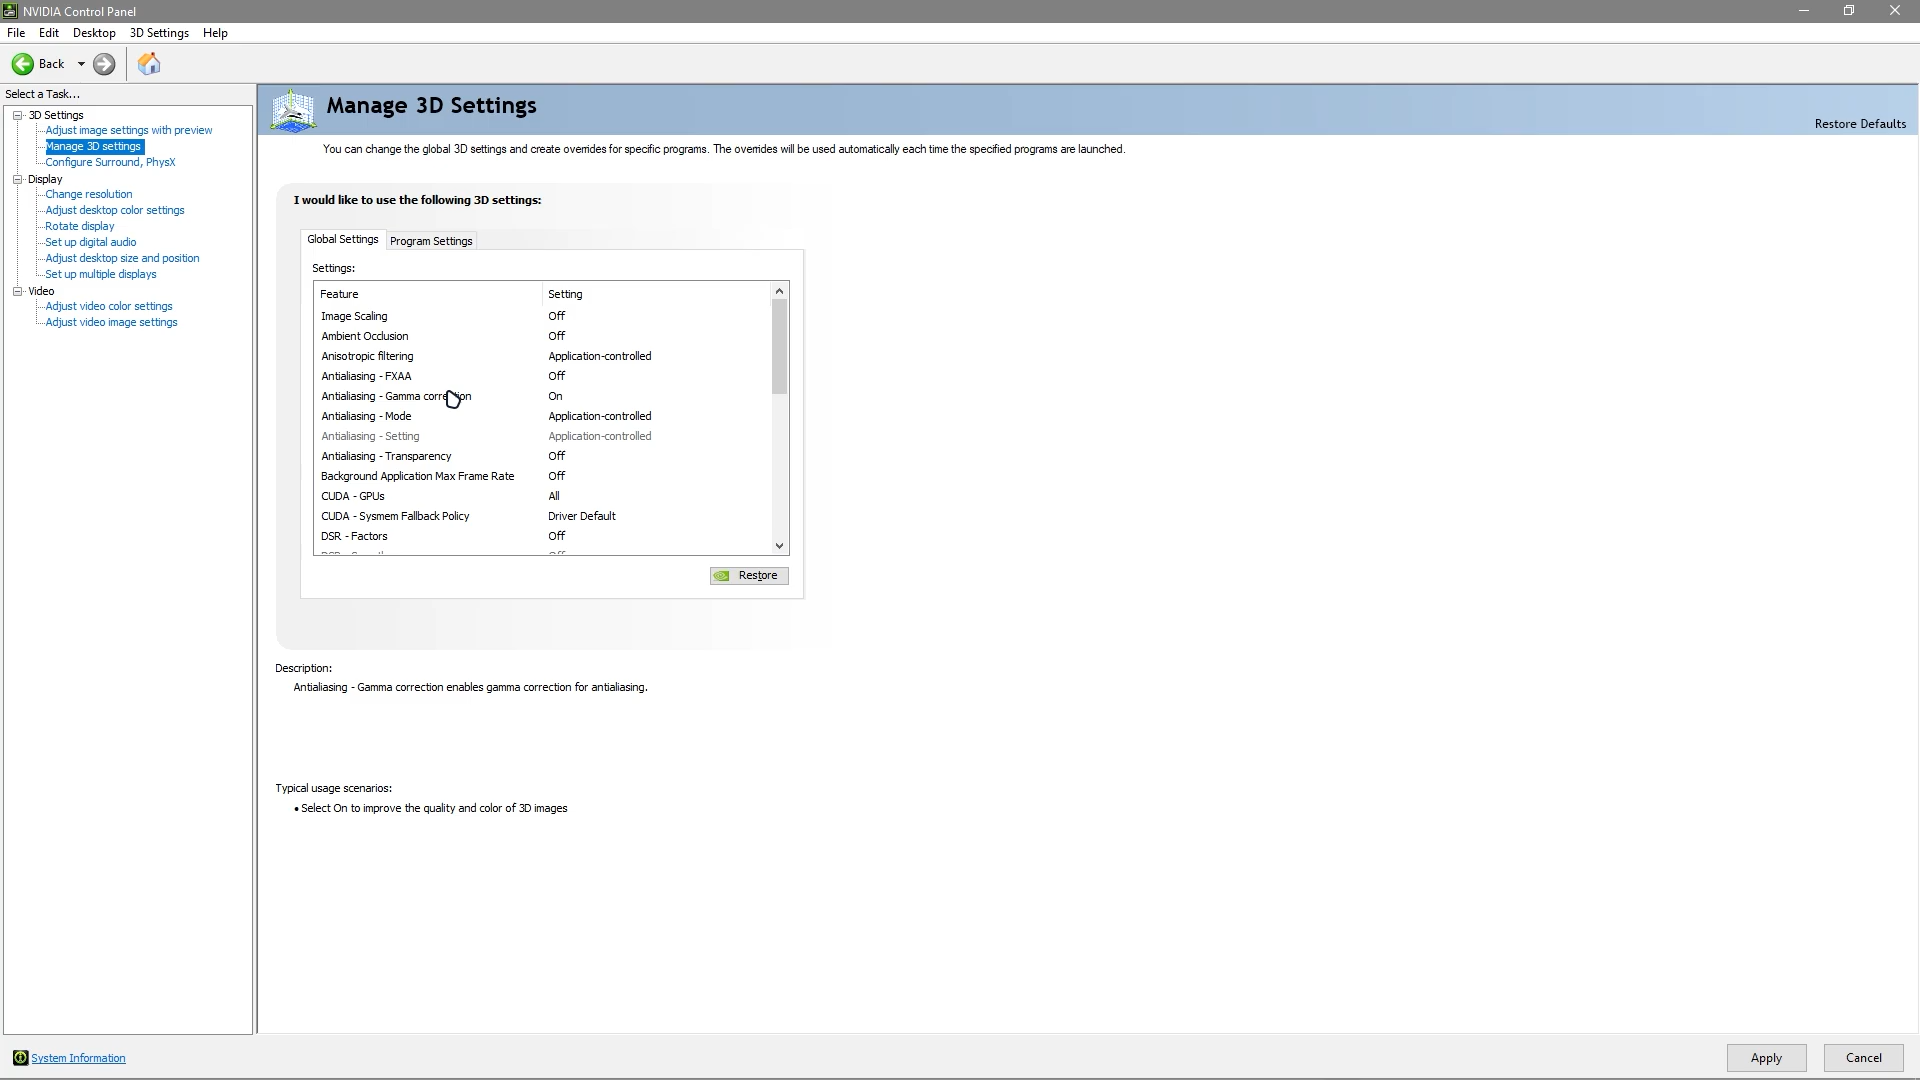 NVIDIA Control Panel
File Edit Desktop 3D Settings Help
Back
Select a Task...
3D Settings
Adjust image settings with preview
Manage 3D settings
Configure Surround, PhysX
Display
Change resolution
Adjust desktop color settings
Rotate display
Set up digital audio
Adjust desktop size and position
Set up multiple displays
Video
Adjust video color settings
Adjust video image settings
Manage 3D Settings
Restore Defaults
You can change the global 3D settings and create overrides for specific programs. The overrides will be used automatically each time the specified programs are launched.
I would like to use the following 3D settings:
Global Settings Program Settings
Settings:
Feature Setting
Image Scaling Off
Ambient Occlusion Off
Anisotropic filtering Application-controlled
Antialiasing - FXAA Off
Antialiasing - Gamma correction On
Antialiasing - Mode Application-controlled
Antialiasing - Setting Application-controlled
Antialiasing - Transparency Off
Background Application Max Frame Rate Off
CUDA - GPUs All
CUDA - Sysmem Fallback Policy Driver Default
DSR - Factors Off
Restore
Description:
Antialiasing - Gamma correction enables gamma correction for antialiasing.
Typical usage scenarios:
• Select On to improve the quality and color of 3D images
System Information
Apply Cancel